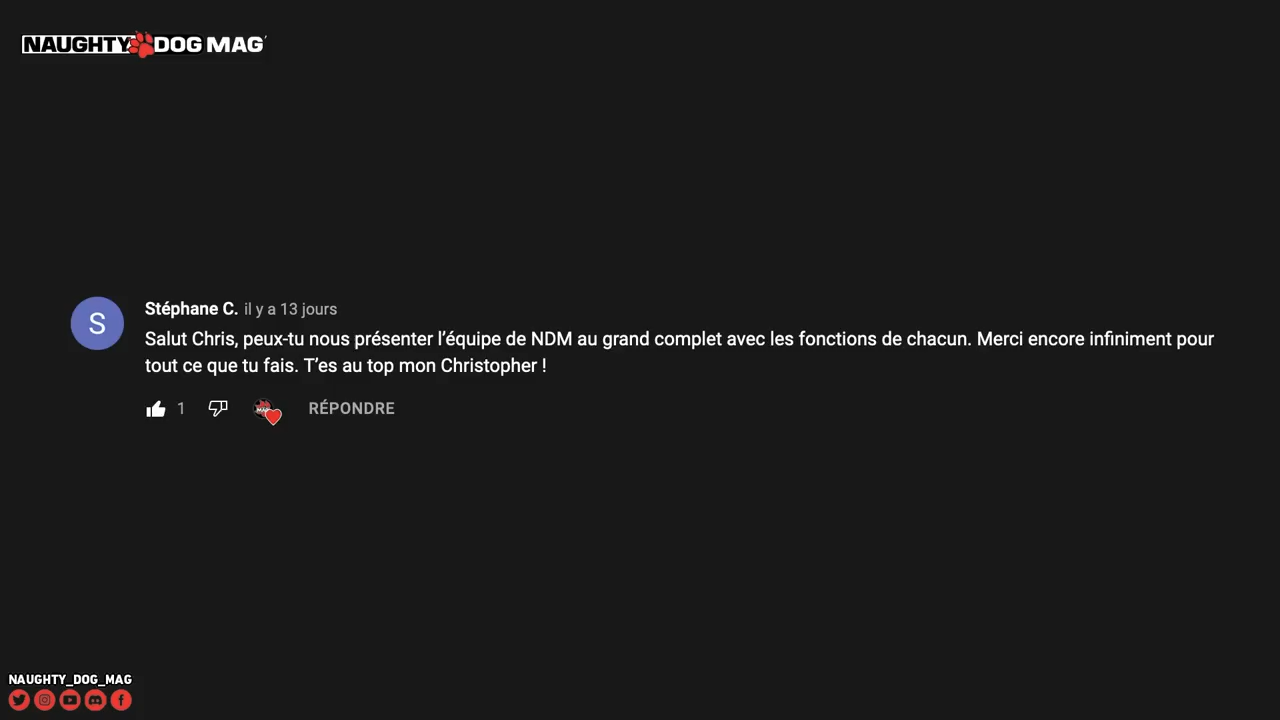 NAUGHTY DOG MAG'
S
Stéphane C. il y a 13 jours
Salut Chris, peux-tu nous présenter l’équipe de NDM au grand complet avec les fonctions de chacun. Merci encore infiniment pour
tout ce que tu fais. T’es au top mon Christopher !
1 RÉPONDRE
NAUGHTY_DOG_MAG